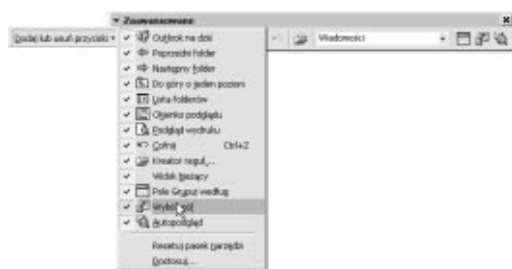 Zaawansowane
Dodaj lub usuń przyciski
Wiadomości
Outlook na dziś
Poprzedni folder
Następny folder
Do góry o jeden poziom
Lista folderów
Okienko podglądu
Podgląd wydruku
Cofnij Ctrl+Z
Kreator reguł...
Widok bieżący
Pole Grupuj według
Autopodgląd
Resetuj pasek narzędzi
Dostosuj...